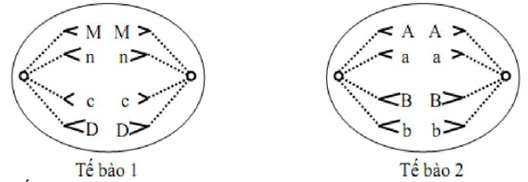 M M A A
n n a a
c c B B
D D b b
Tế bào 1 Tế bào 2